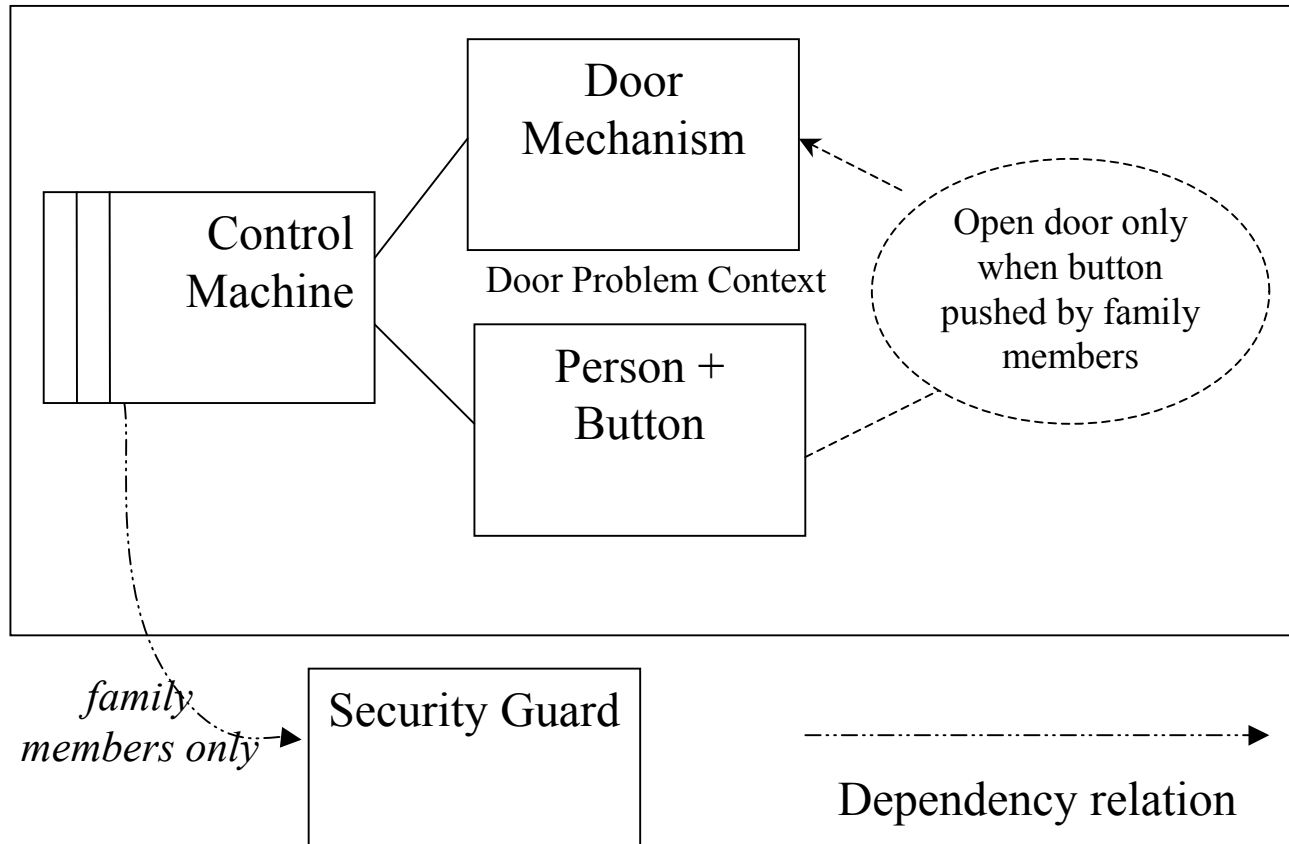 Door
Mechanism
Control
Machine
Door Problem Context
Person +
Button
Open door only
when button
pushed by family
members
family
members only
Security Guard
Dependency relation